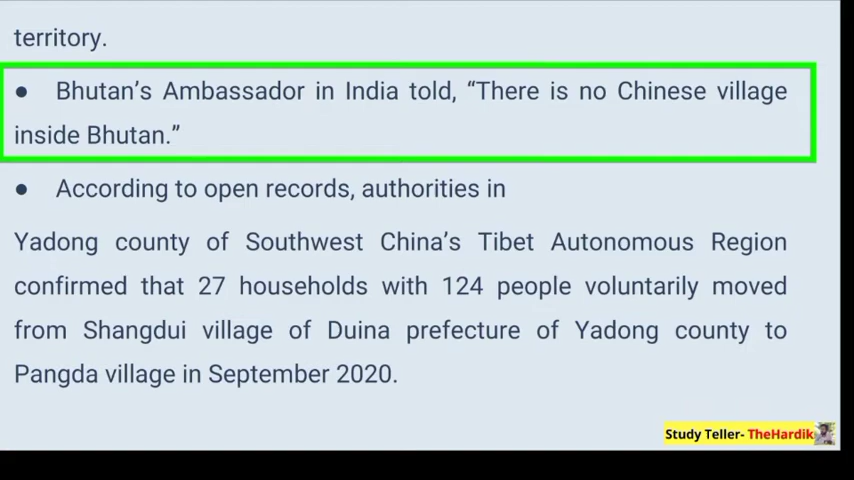 territory.
● Bhutan’s Ambassador in India told, “There is no Chinese village
inside Bhutan.”
● According to open records, authorities in
Yadong county of Southwest China’s Tibet Autonomous Region
confirmed that 27 households with 124 people voluntarily moved
from Shangdui village of Duina prefecture of Yadong county to
Pangda village in September 2020.
Study Teller- TheHardik